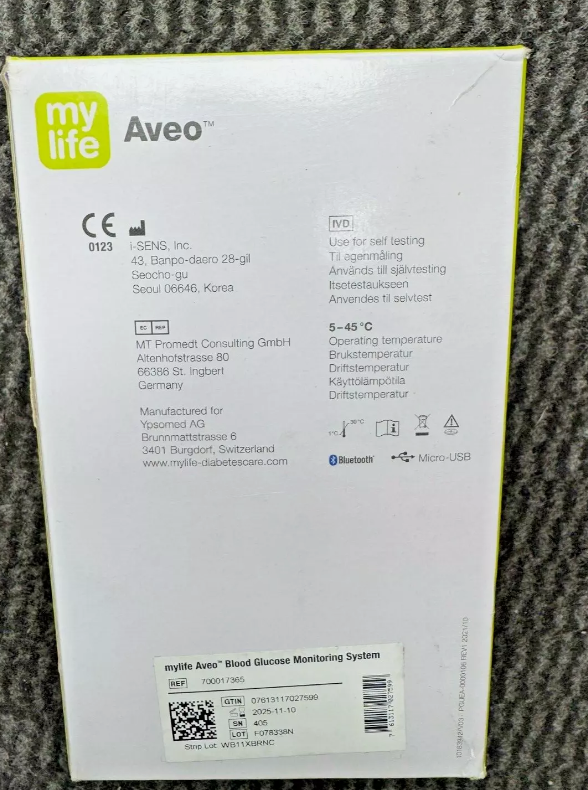 my
life
Aveo™
CE
0123
i-SENS, Inc.
43, Banpo-daero 28-gil
Seocho-gu
Seoul 06646, Korea
EC REP
MT Promedt Consulting GmbH
Altenhofstrasse 80
66386 St. Ingbert
Germany
Manufactured for
Ypsomed AG
Brunnmattstrasse 6
3401 Burgdorf, Switzerland
www.mylife-diabetescare.com
IVD
Use for self testing
Til egenmåling
Används till självtesting
Itsetestaukseen
Anvendes til selvtest
5–45 °C
Operating temperature
Brukstemperatur
Driftstemperatur
Käyttölämpötila
Driftstemperatur
1°C 30°C
Bluetooth®
Micro-USB
mylife Aveo™ Blood Glucose Monitoring System
REF 700017365
GTIN 07613117027599
2025-11-10
SN 405
LOT F078338N
Strip Lot: WB11XBRNC
7613117027599